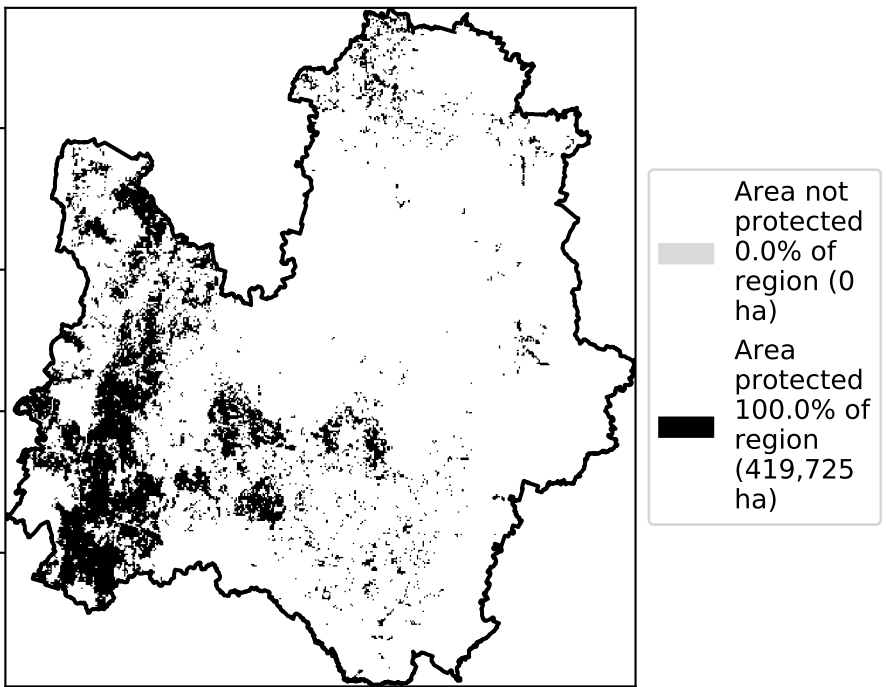 Area not
protected
0.0% of
region (0
ha)
Area
protected
100.0% of
region
(419,725
ha)